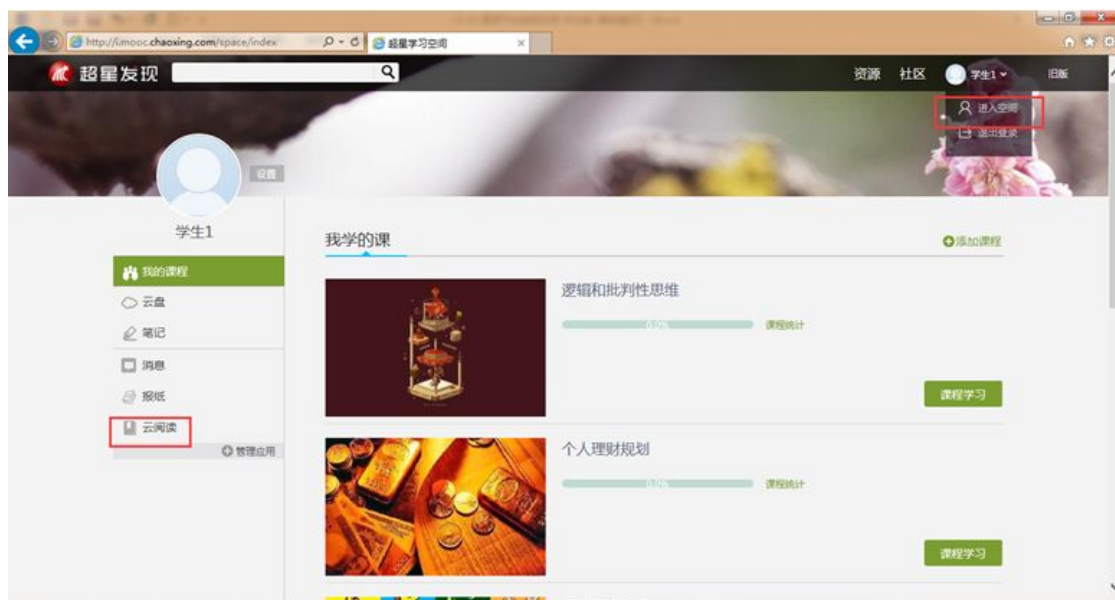 http://i.mooc.chaoxing.com/space/index
超星学习空间
超星发现
资源 社区 学生1 旧版
进入空间
退出登录
设置
学生1
我学的课
添加课程
我的课程
云盘
笔记
消息
报纸
云阅读
管理应用
逻辑和批判性思维
0.0% 课程统计
课程学习
个人理财规划
0.0% 课程统计
课程学习